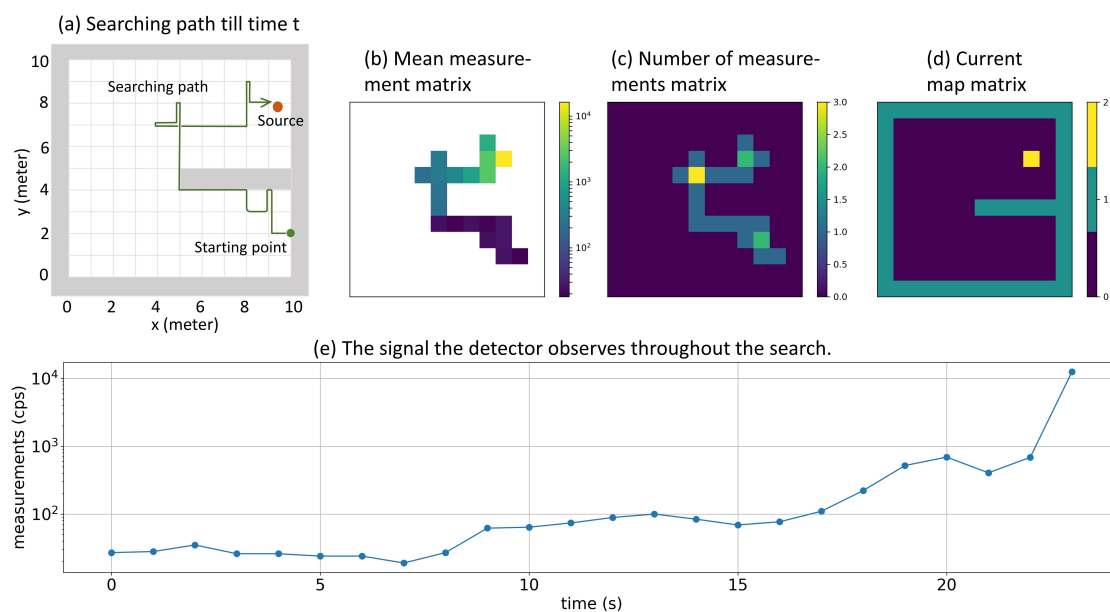 (a) Searching path till time t
10
8
6
4
2
0
y (meter)
Searching path
Source
Starting point
0 2 4 6 8 10
x (meter)
(b) Mean measure-
ment matrix
10⁴
10³
10²
(c) Number of measure-
ments matrix
3.0
2.5
2.0
1.5
1.0
0.5
0.0
(d) Current
map matrix
2
1
0
(e) The signal the detector observes throughout the search.
10⁴
10³
10²
measurements (cps)
0 5 10 15 20
time (s)